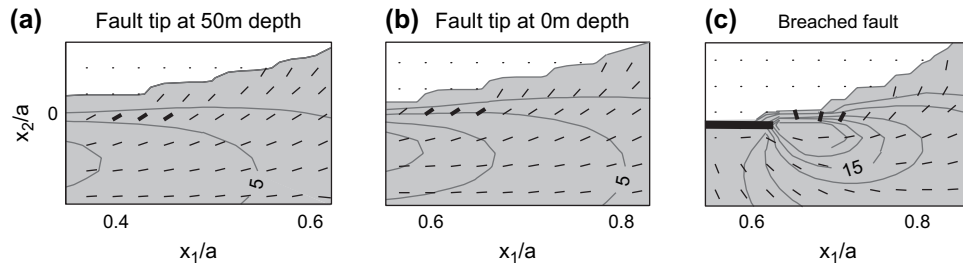 (a) Fault tip at 50m depth
(b) Fault tip at 0m depth
(c) Breached fault
x₂/a
0
5
5
15
0.4 0.6
0.6 0.8
0.6 0.8
x₁/a
x₁/a
x₁/a